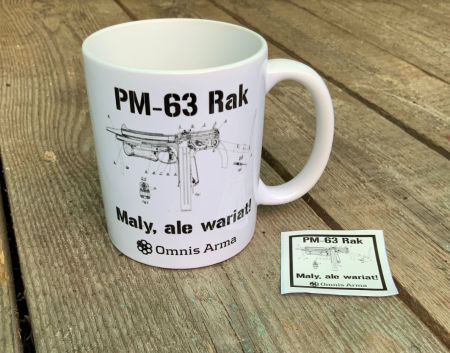 PM-63 Rak
Maly, ale wariat!
Omnis Arma
PM-63 Rak
Maly, ale wariat!
Omnis Arma